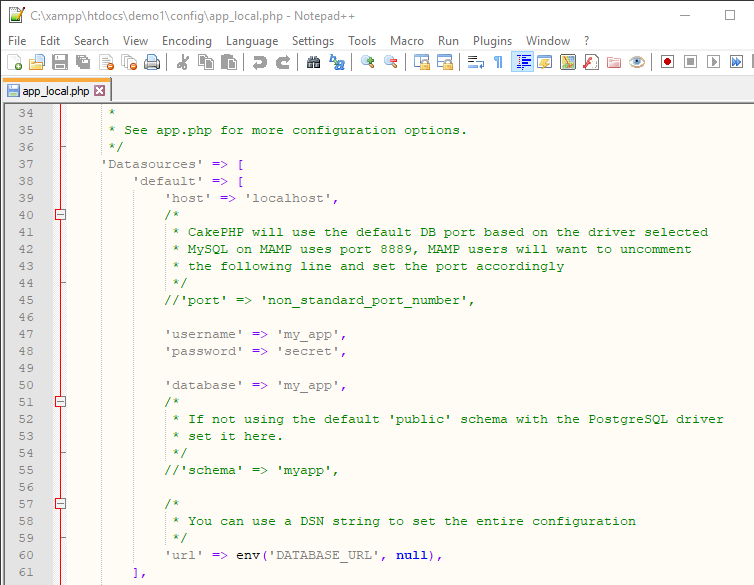 C:\xampp\htdocs\demo1\config\app_local.php - Notepad++
File Edit Search View Encoding Language Settings Tools Macro Run Plugins Window ?
app_local.php
34 *
35 * See app.php for more configuration options.
36 */
37 'Datasources' => [
38 'default' => [
39 'host' => 'localhost',
40 /*
41 * CakePHP will use the default DB port based on the driver selected
42 * MySQL on MAMP uses port 8889, MAMP users will want to uncomment
43 * the following line and set the port accordingly
44 */
45 //'port' => 'non_standard_port_number',
46
47 'username' => 'my_app',
48 'password' => 'secret',
49
50 'database' => 'my_app',
51 /*
52 * If not using the default 'public' schema with the PostgreSQL driver
53 * set it here.
54 */
55 //'schema' => 'myapp',
56
57 /*
58 * You can use a DSN string to set the entire configuration
59 */
60 'url' => env('DATABASE_URL', null),
61 ],